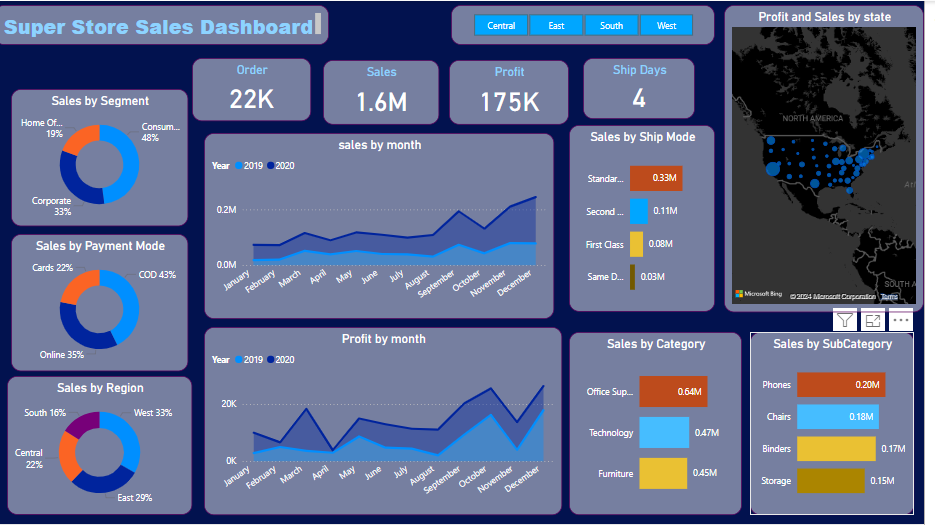 Super Store Sales Dashboard
Central East South West
Profit and Sales by state
NORTH AMERICA
SOUTH A
Microsoft Bing
© 2024 Microsoft Corporation Terms
Order
22K
Sales
1.6M
Profit
175K
Ship Days
4
Sales by Segment
Home Of...
19%
Consum...
48%
Corporate
33%
Sales by Payment Mode
Cards 22%
COD 43%
Online 35%
Sales by Region
South 16%
West 33%
Central
22%
East 29%
sales by month
Year 2019 2020
0.2M
0.0M
January
February
March
April
May
June
July
August
September
October
November
December
Profit by month
Year 2019 2020
20K
0K
January
February
March
April
May
June
July
August
September
October
November
December
Sales by Ship Mode
Standar... 0.33M
Second ... 0.11M
First Class 0.08M
Same D... 0.03M
Sales by Category
Office Sup... 0.64M
Technology 0.47M
Furniture 0.45M
Sales by SubCategory
Phones 0.20M
Chairs 0.18M
Binders 0.17M
Storage 0.15M